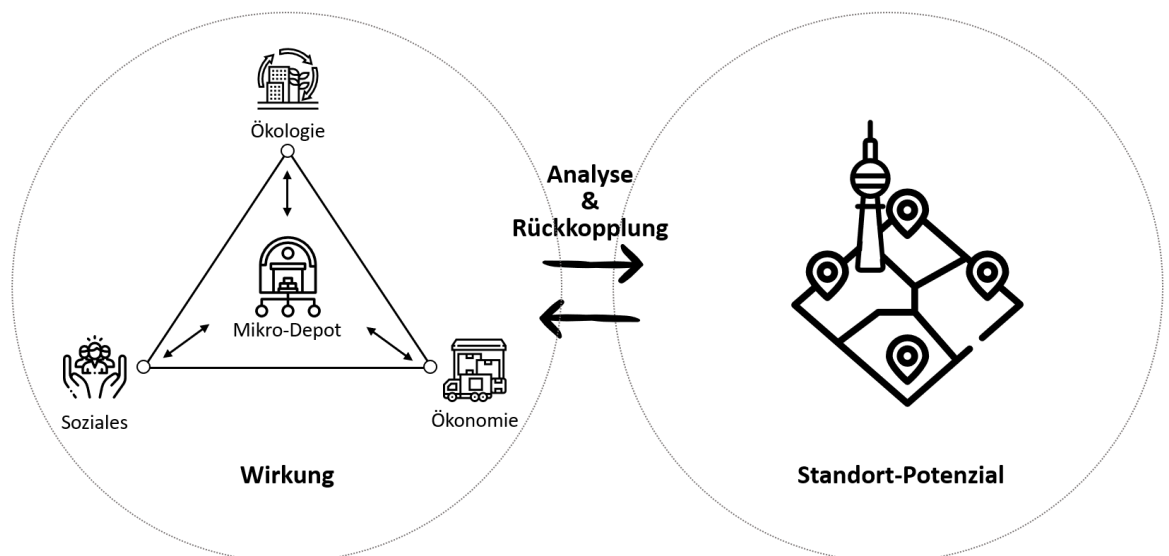 Ökologie
Mikro-Depot
Soziales
Ökonomie
Wirkung
Analyse
&
Rückkopplung
Standort-Potenzial